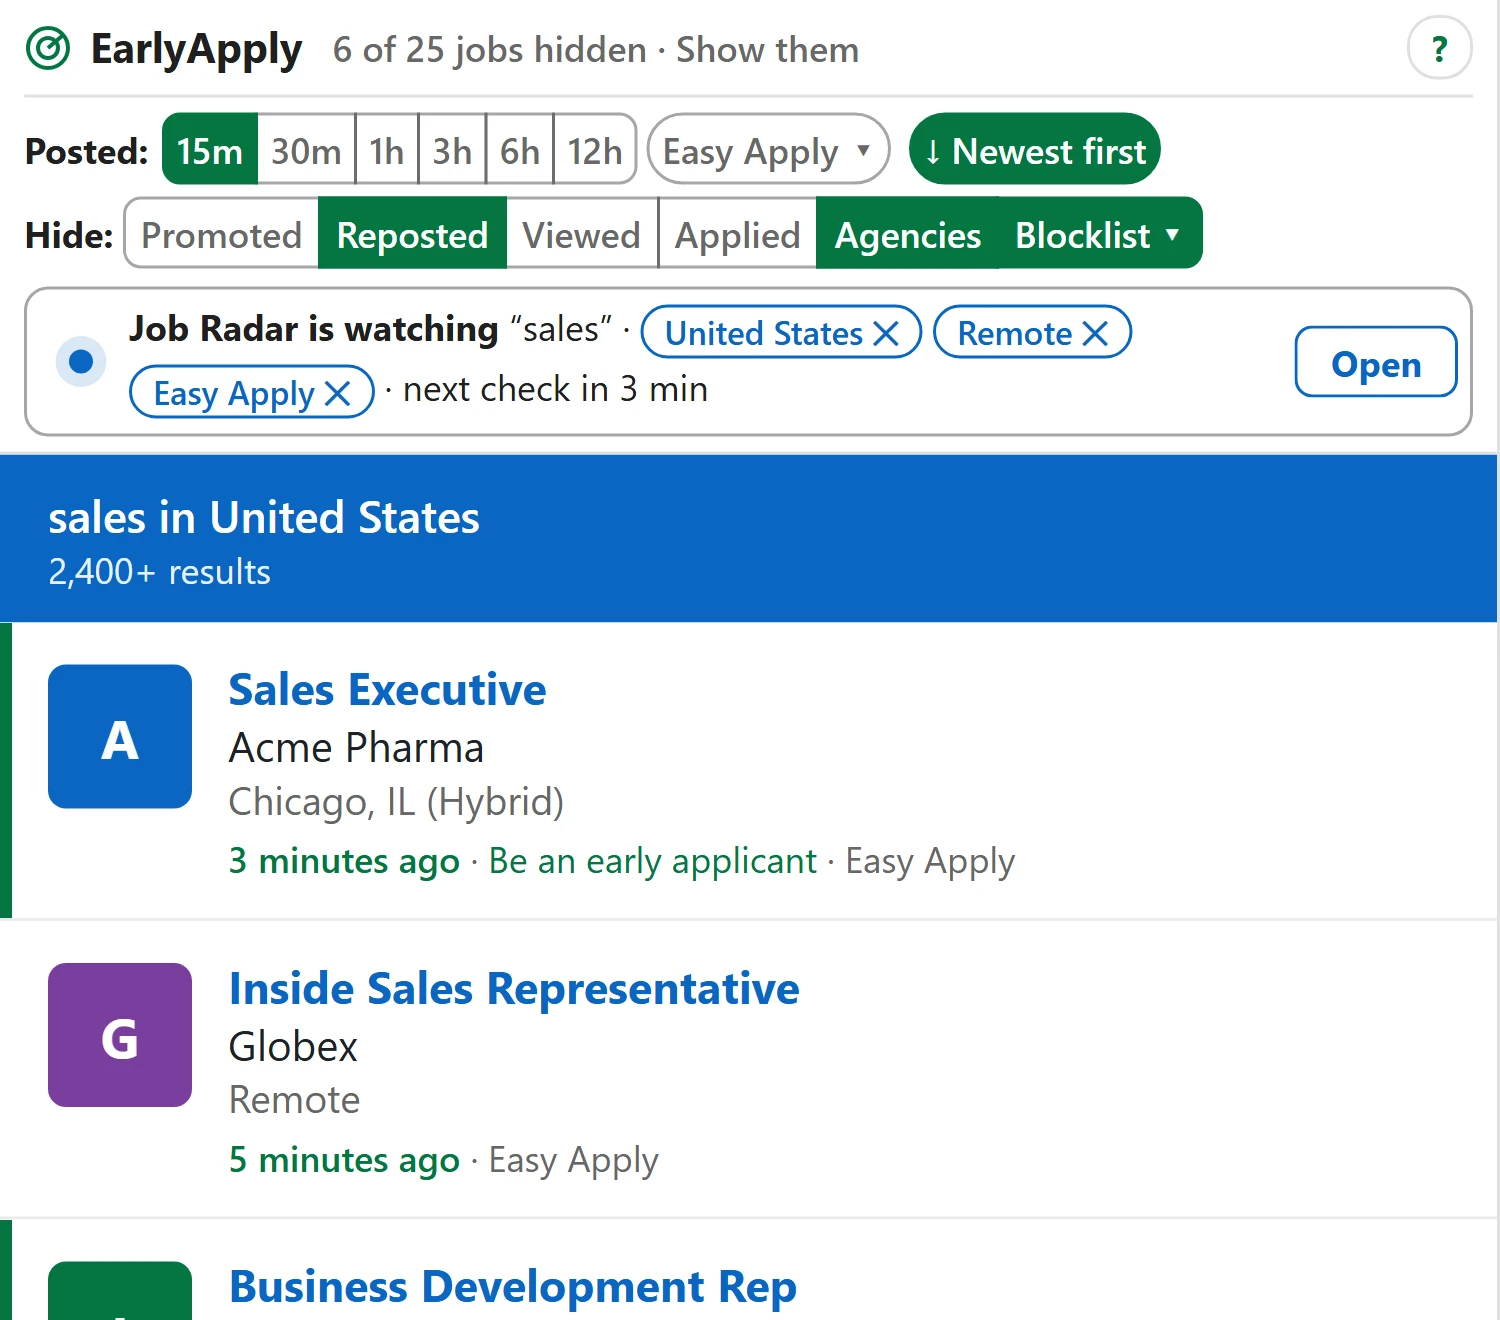 EarlyApply 6 of 25 jobs hidden · Show them ?
Posted: 15m 30m 1h 3h 6h 12h Easy Apply ▼ ↓ Newest first
Hide: Promoted Reposted Viewed Applied Agencies Blocklist ▼
Job Radar is watching “sales” · United States ✕ Remote ✕
Easy Apply ✕ · next check in 3 min
Open
sales in United States
2,400+ results
A
Sales Executive
Acme Pharma
Chicago, IL (Hybrid)
3 minutes ago · Be an early applicant · Easy Apply
G
Inside Sales Representative
Globex
Remote
5 minutes ago · Easy Apply
Business Development Rep